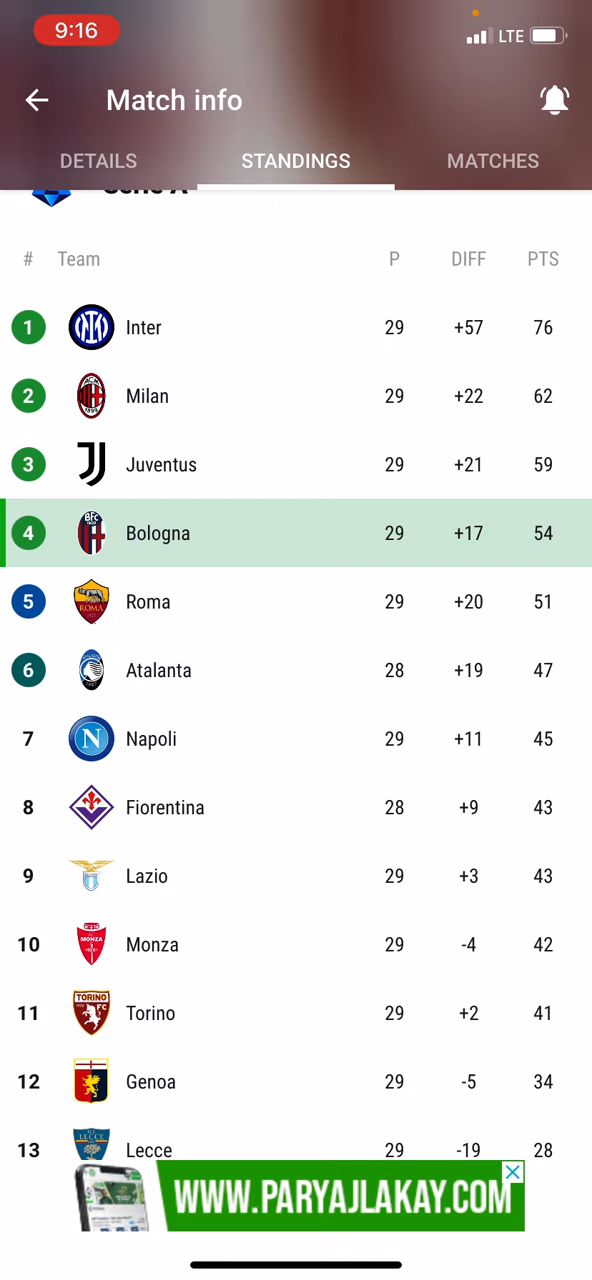 9:16 LTE
Match info
DETAILS STANDINGS MATCHES
Serie A
# Team P DIFF PTS
1 Inter 29 +57 76
2 Milan 29 +22 62
3 Juventus 29 +21 59
4 Bologna 29 +17 54
5 Roma 29 +20 51
6 Atalanta 28 +19 47
7 Napoli 29 +11 45
8 Fiorentina 28 +9 43
9 Lazio 29 +3 43
10 Monza 29 -4 42
11 Torino 29 +2 41
12 Genoa 29 -5 34
13 Lecce 29 -19 28
WWW.PARYAJLAKAY.COM